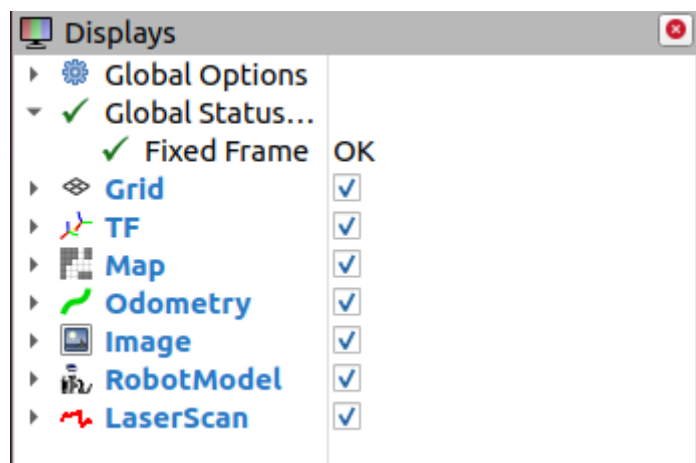 Displays
Global Options
Global Status...
Fixed Frame OK
Grid
TF
Map
Odometry
Image
RobotModel
LaserScan